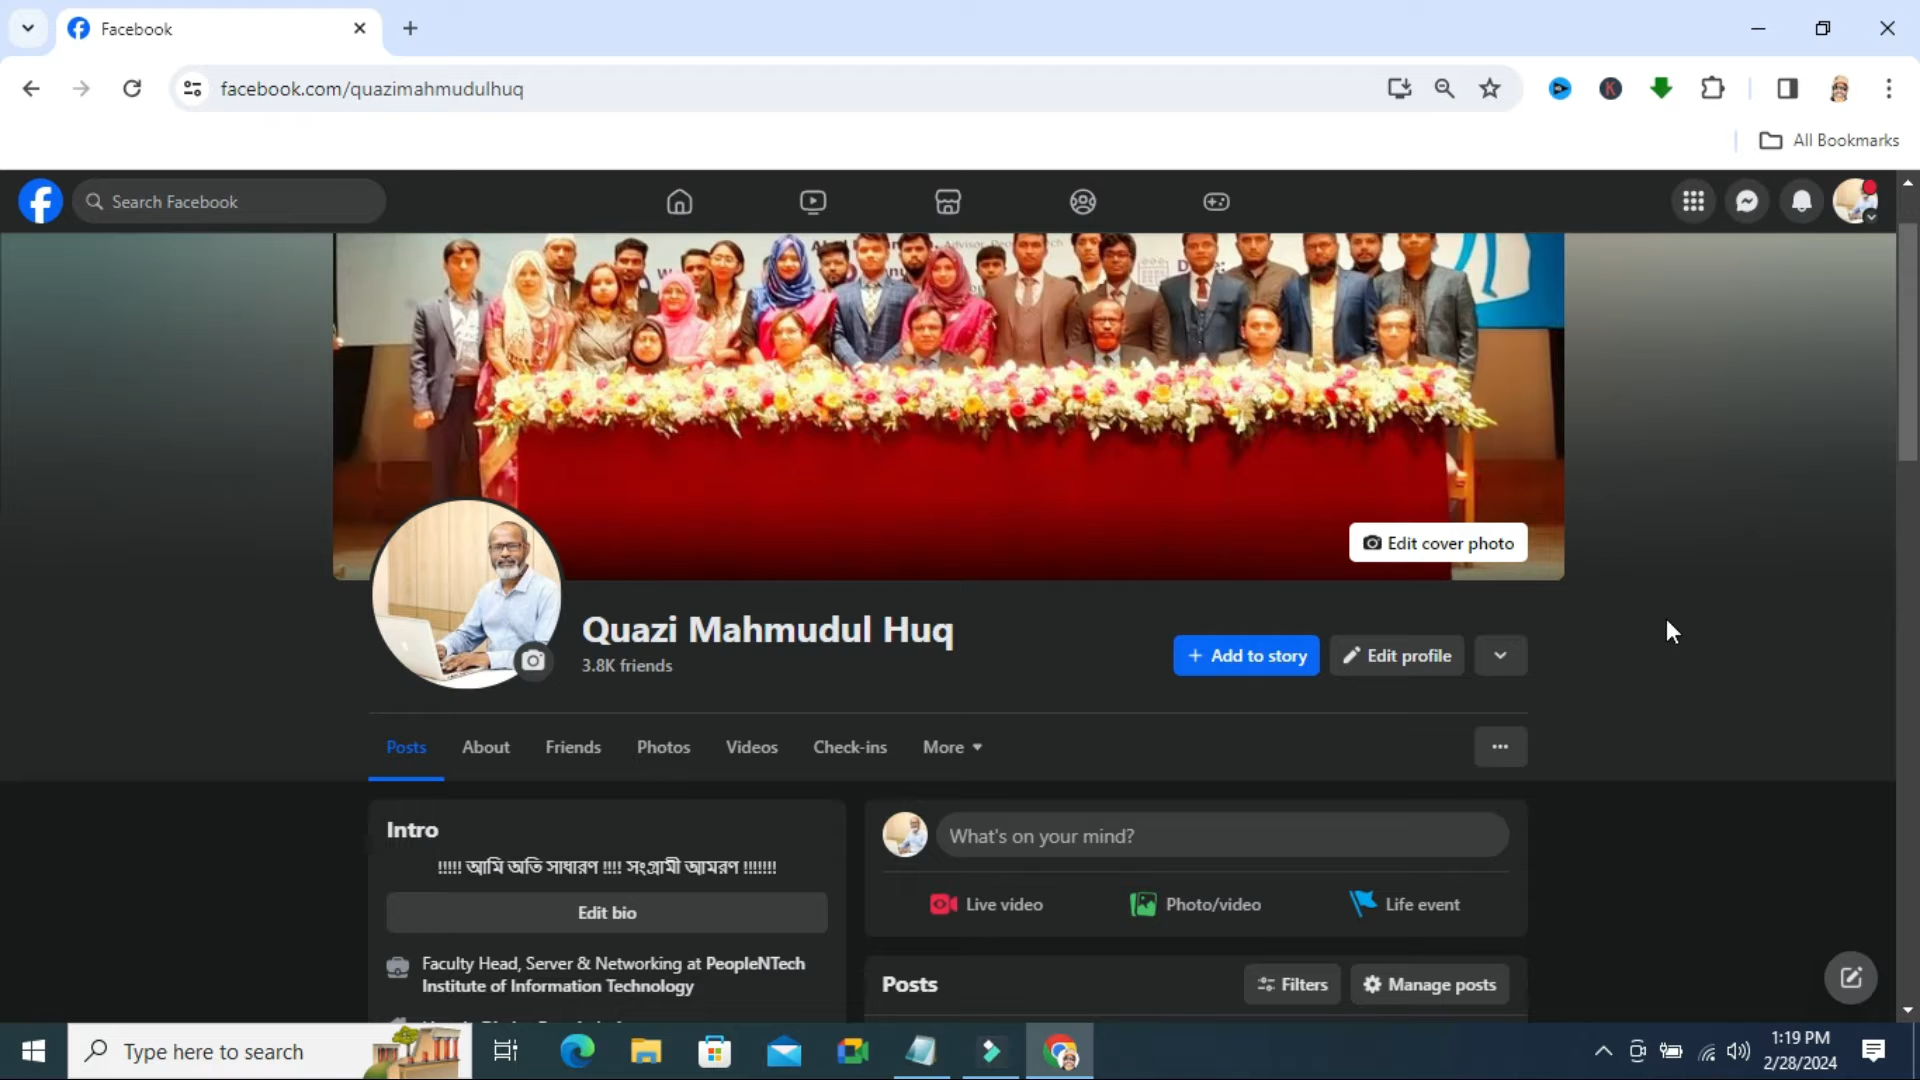 Facebook
facebook.com/quazimahmudulhuq
All Bookmarks
Search Facebook
Advisor,
Edit cover photo
Quazi Mahmudul Huq
3.8K friends
+ Add to story
Edit profile
Posts About Friends Photos Videos Check-ins More
Intro
!!!!! আমি অতি সাধারণ !!!! সংগ্রামী আমরণ !!!!!!!
Edit bio
Faculty Head, Server & Networking at PeopleNTech
Institute of Information Technology
What's on your mind?
Live video Photo/video Life event
Posts Filters Manage posts
Type here to search
1:19 PM
2/28/2024